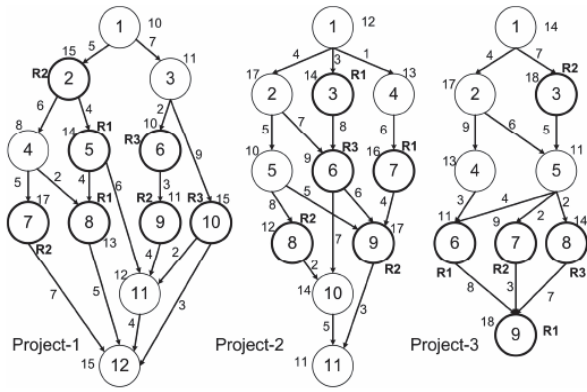 1 10 1 12 1 14
5 7 4 3 1 4 7
15 R2 2 3 11 17 2 14 3 R1 4 13 17 2 18 3 R2
6 4 2 5 7 8 6 9 6 5
8 4 14 5 R1 10 R3 6 9 10 5 9 6 R3 16 7 R1 13 4 5 11
5 2 4 6 3 8 5 6 4 3 4 2 2
7 17 R2 8 R1 13 9 R2 11 R3 10 15 12 8 R2 9 17 R2 11 6 R1 9 7 R2 14 8 R3
7 5 12 11 4 2 3 2 7 3 8 3 7
4 14 10 5 18 9 R1
Project-1 15 12 Project-2 11 11 Project-3